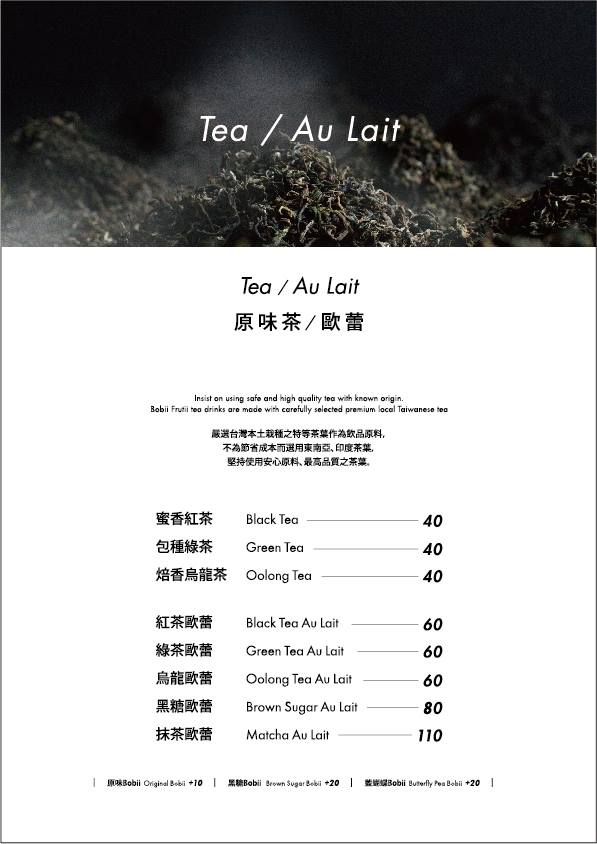 Tea / Au Lait
Tea / Au Lait
原味茶/歐蕾
Insist on using safe and high quality tea with known origin.
Bobii Frutii tea drinks are made with carefully selected premium local Taiwanese tea
嚴選台灣本土栽種之特等茶葉作為飲品原料,
不為節省成本而選用東南亞、印度茶葉,
堅持使用安心原料、最高品質之茶葉。
蜜香紅茶 Black Tea 40
包種綠茶 Green Tea 40
焙香烏龍茶 Oolong Tea 40
紅茶歐蕾 Black Tea Au Lait 60
綠茶歐蕾 Green Tea Au Lait 60
烏龍歐蕾 Oolong Tea Au Lait 60
黑糖歐蕾 Brown Sugar Au Lait 80
抹茶歐蕾 Matcha Au Lait 110
| 原味Bobii Original Bobii +10 | 黑糖Bobii Brown Sugar Bobii +20 | 藍蝴蝶Bobii Butterfly Pea Bobii +20 |